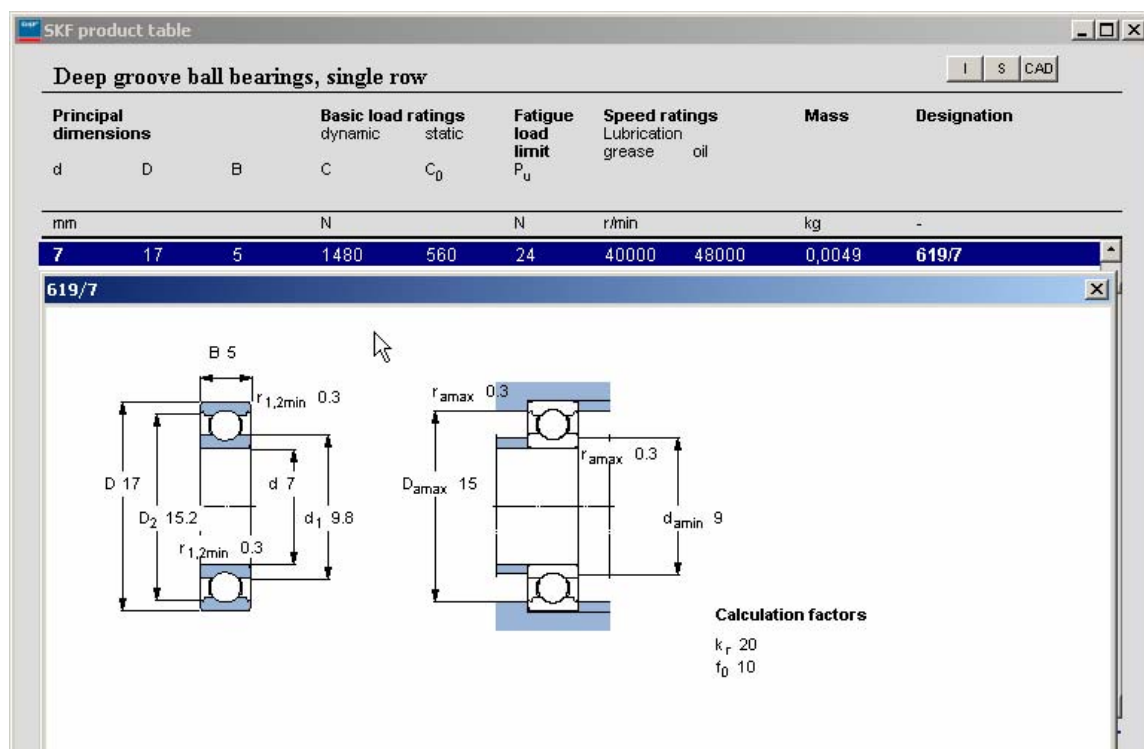 SKF product table
Deep groove ball bearings, single row
I S CAD
Principal dimensions
Basic load ratings
dynamic static
Fatigue load limit
Speed ratings
Lubrication
grease oil
Mass
Designation
d D B C C0 Pu
mm N N r/min kg -
7 17 5 1480 560 24 40000 48000 0,0049 619/7
619/7
B 5
r1,2min 0.3
D 17
D2 15.2
d 7
d1 9.8
r1,2min 0.3
ramax 0.3
ramax 0.3
Damax 15
damin 9
Calculation factors
kr 20
f0 10